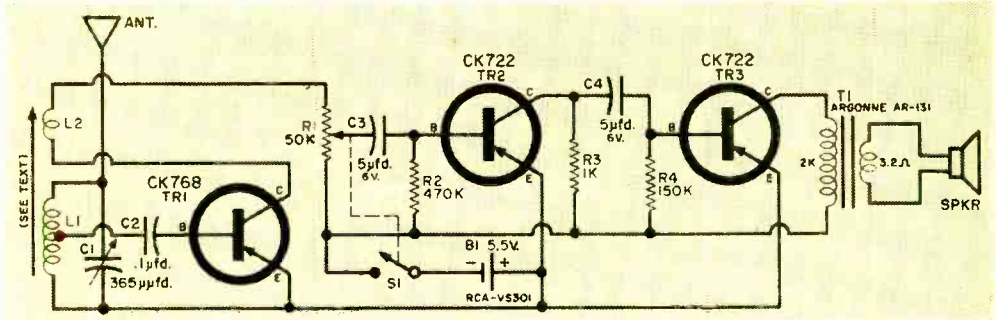 ANT.
(SEE TEXT)
L2
L1
C1
365μμfd.
C2
.1μfd.
CK768
TR1
B
C
E
R1
50K
C3
5μfd.
6v.
R2
470K
CK722
TR2
B
C
E
S1
B1 5.5V.
- +
RCA-VS301
R3
1K
C4
5μfd.
6v.
R4
150K
CK722
TR3
B
C
E
T1
ARGONNE AR-131
2K
3.2Ω
SPKR